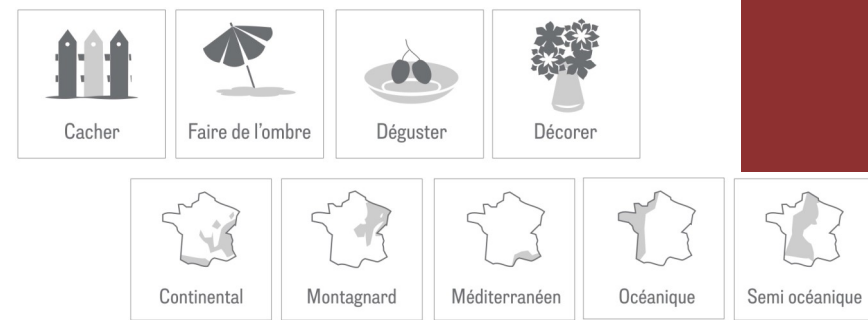 Cacher
Faire de l'ombre
Déguster
Décorer
Continental
Montagnard
Méditerranéen
Océanique
Semi océanique